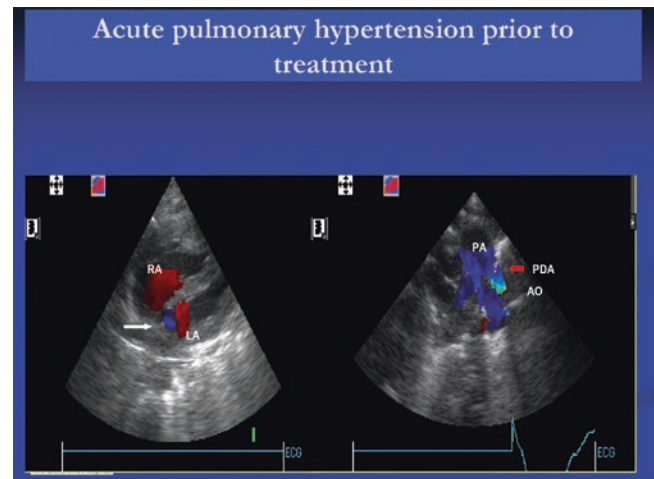 Acute pulmonary hypertension prior to
treatment
RA
LA
ECG
PA
PDA
AO
ECG